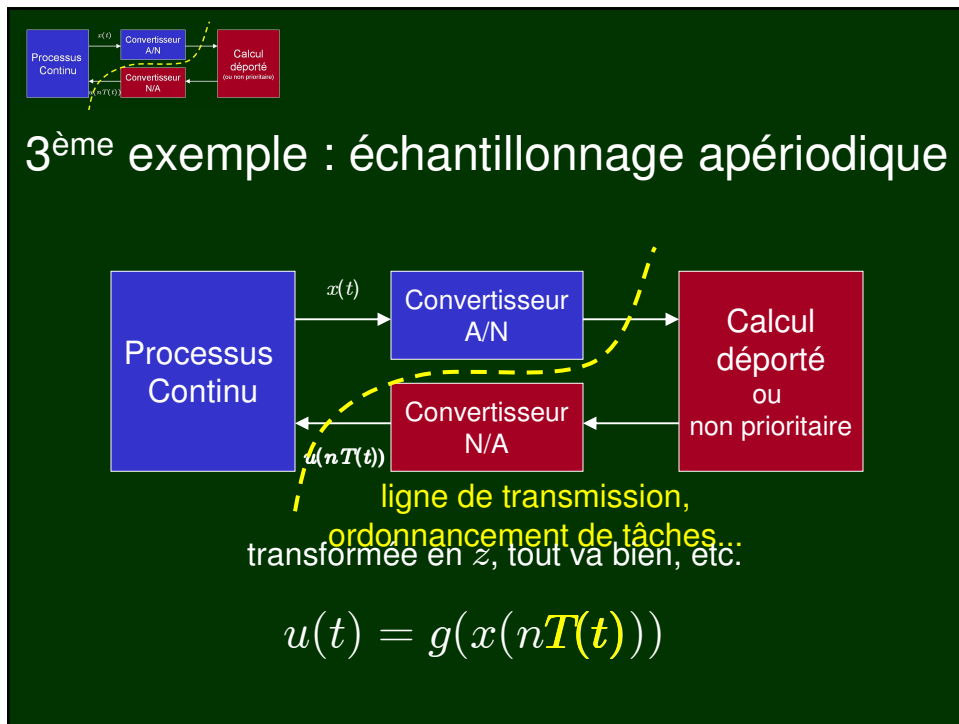 x(t)
Convertisseur
A/N
Processus
Continu
Calcul
déporté
(ou non prioritaire)
Convertisseur
N/A
u(nT(t))
3ème exemple : échantillonnage apériodique
x(t)
Convertisseur
A/N
Processus
Continu
Calcul
déporté
ou
non prioritaire
Convertisseur
N/A
u(nT(t))
ligne de transmission,
ordonnancement de tâches...
transformée en z, tout va bien, etc.
u(t) = g(x(nT(t)))